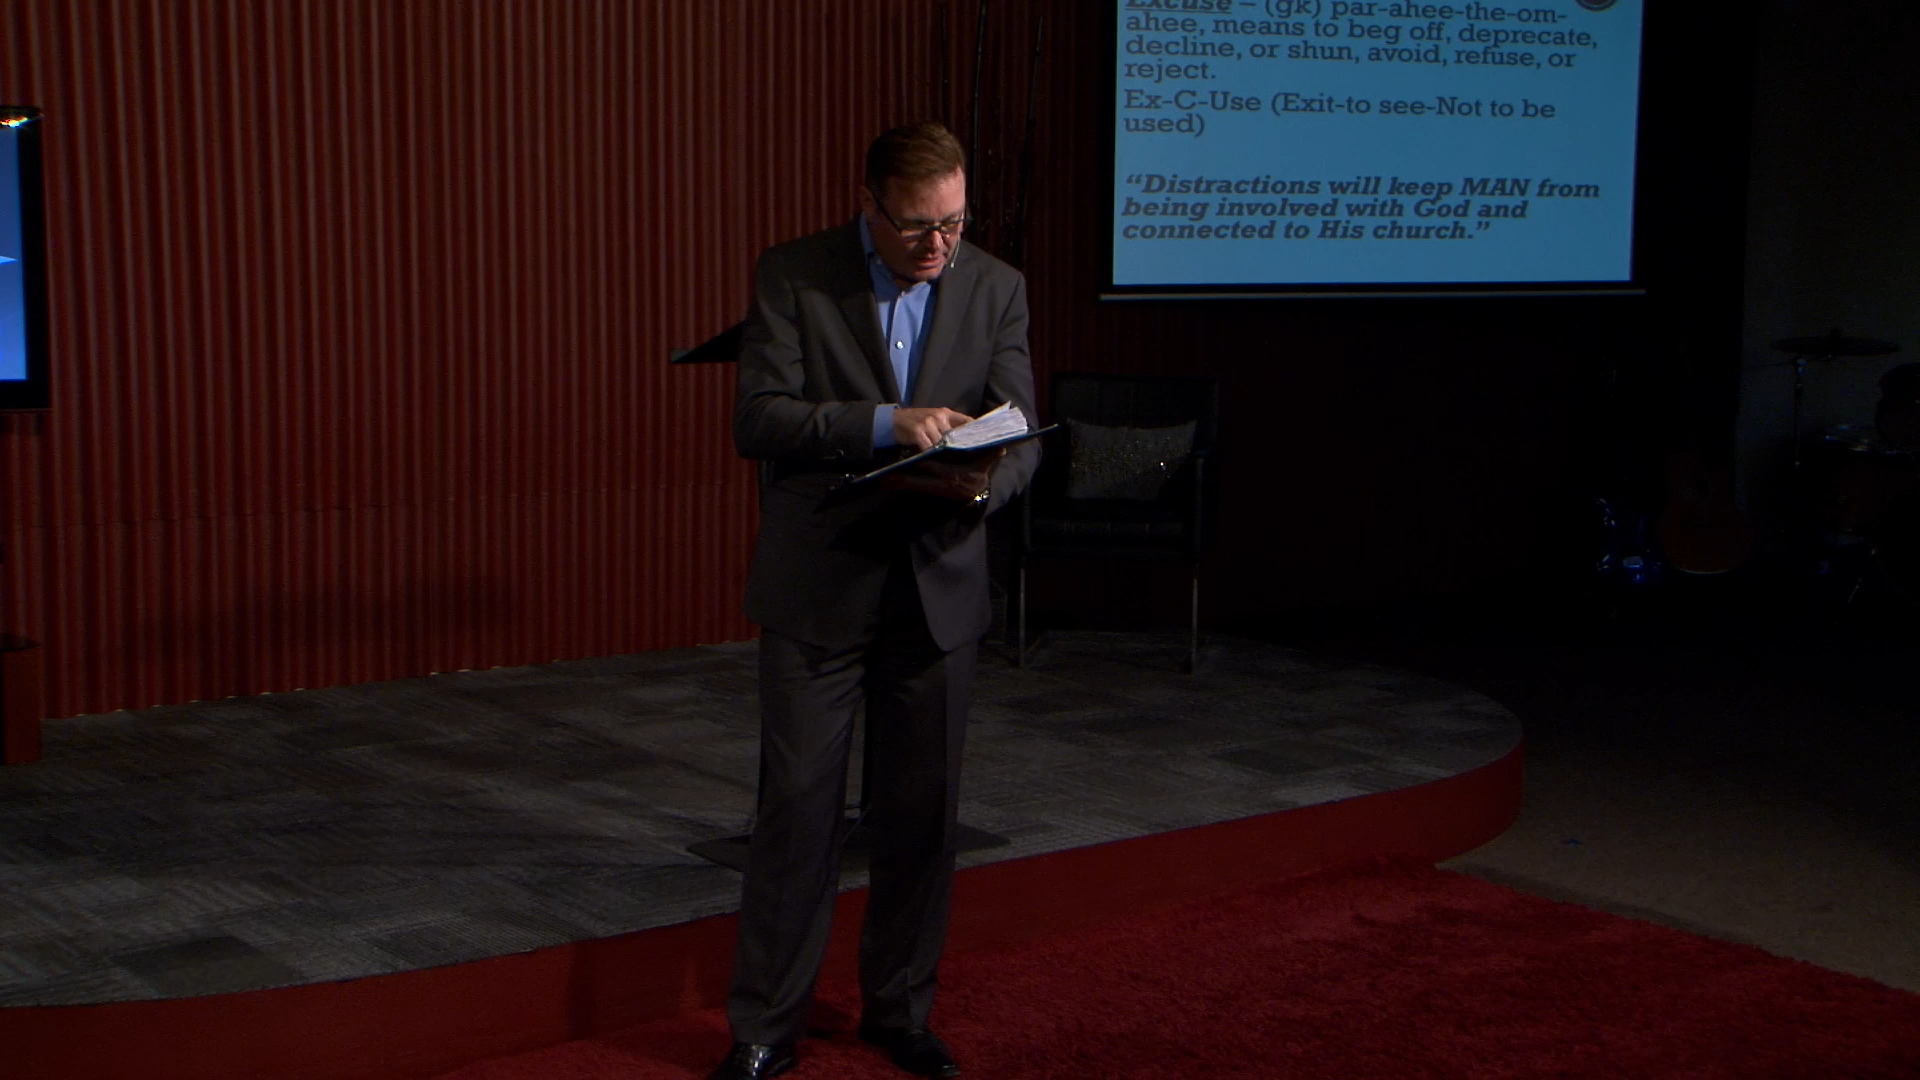 Excuse – (gk) par-ahee-the-om-
ahee, means to beg off, deprecate,
decline, or shun, avoid, refuse, or
reject.
Ex-C-Use (Exit-to see-Not to be
used)
“Distractions will keep MAN from
being involved with God and
connected to His church.”